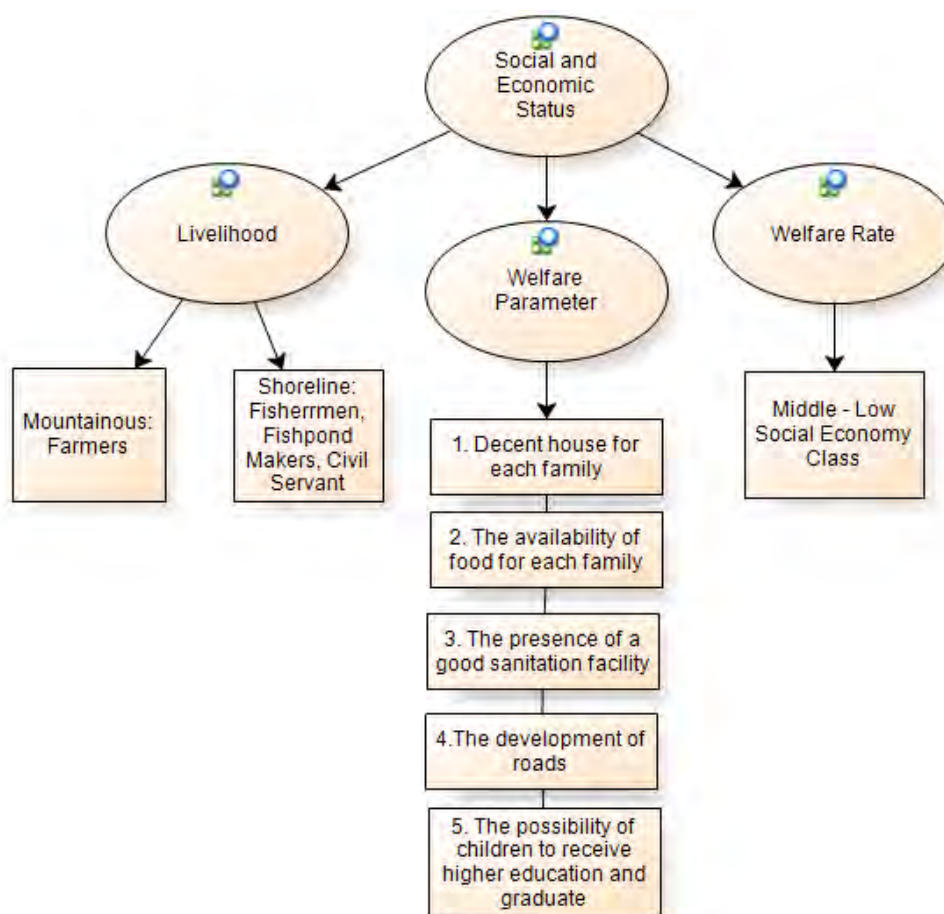 Social and
Economic
Status
Livelihood
Welfare
Parameter
Welfare Rate
Mountainous:
Farmers
Shoreline:
Fisherrmen,
Fishpond
Makers, Civil
Servant
1. Decent house for
each family
2. The availability of
food for each family
3. The presence of a
good sanitation facility
4.The development of
roads
5. The possibility of
children to receive
higher education and
graduate
Middle - Low
Social Economy
Class